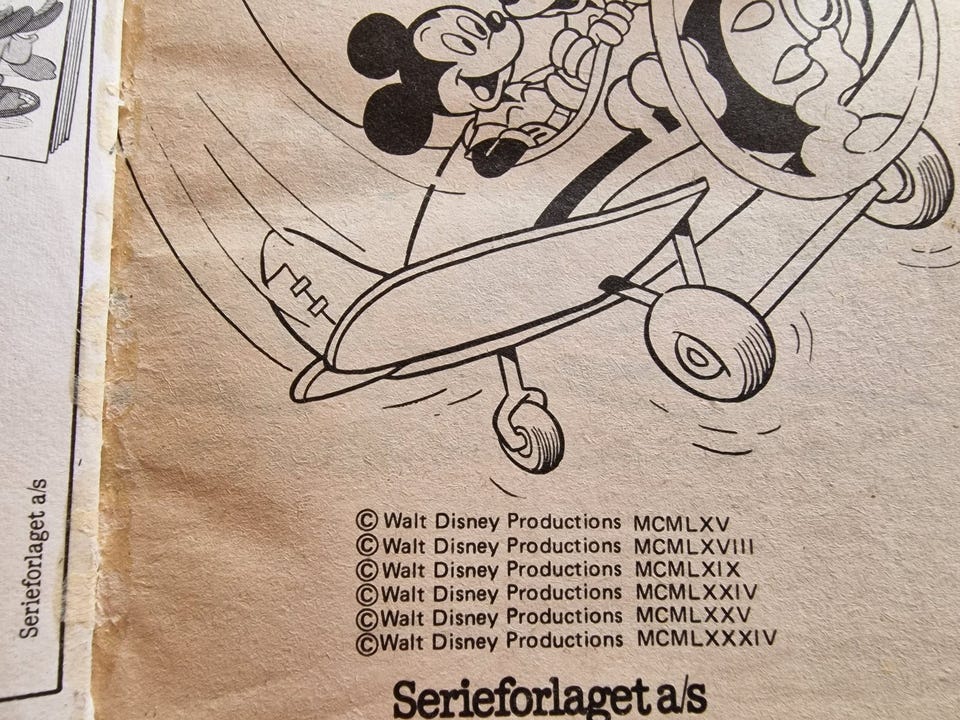 Serieforlaget a/s
© Walt Disney Productions MCMLXV
© Walt Disney Productions MCMLXVIII
© Walt Disney Productions MCMLXIX
© Walt Disney Productions MCMLXXIV
© Walt Disney Productions MCMLXXV
© Walt Disney Productions MCMLXXXIV
Serieforlaget a/s